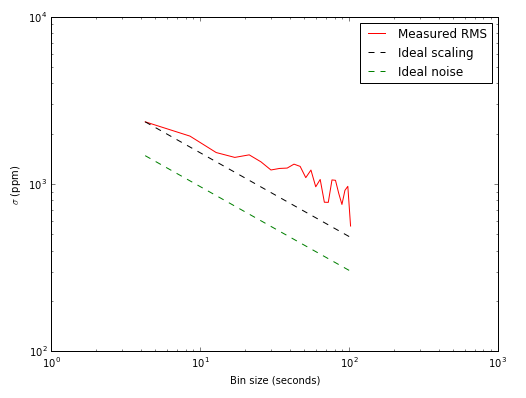 10^4
Measured RMS
Ideal scaling
Ideal noise
10^3
σ (ppm)
10^2
10^0
10^1
10^2
10^3
Bin size (seconds)